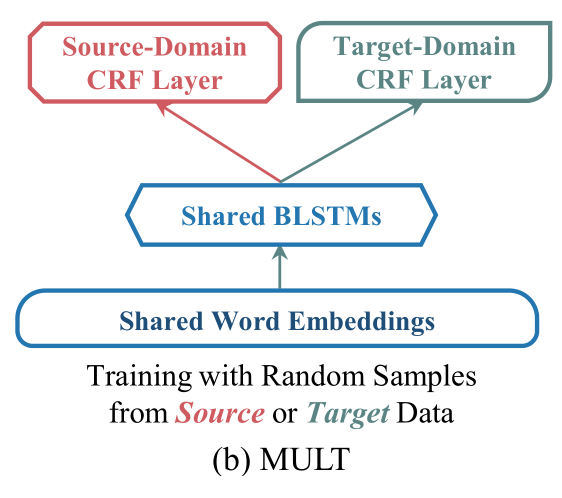 Source-Domain
CRF Layer
Target-Domain
CRF Layer
Shared BLSTMs
Shared Word Embeddings
Training with Random Samples
from Source or Target Data
(b) MULT